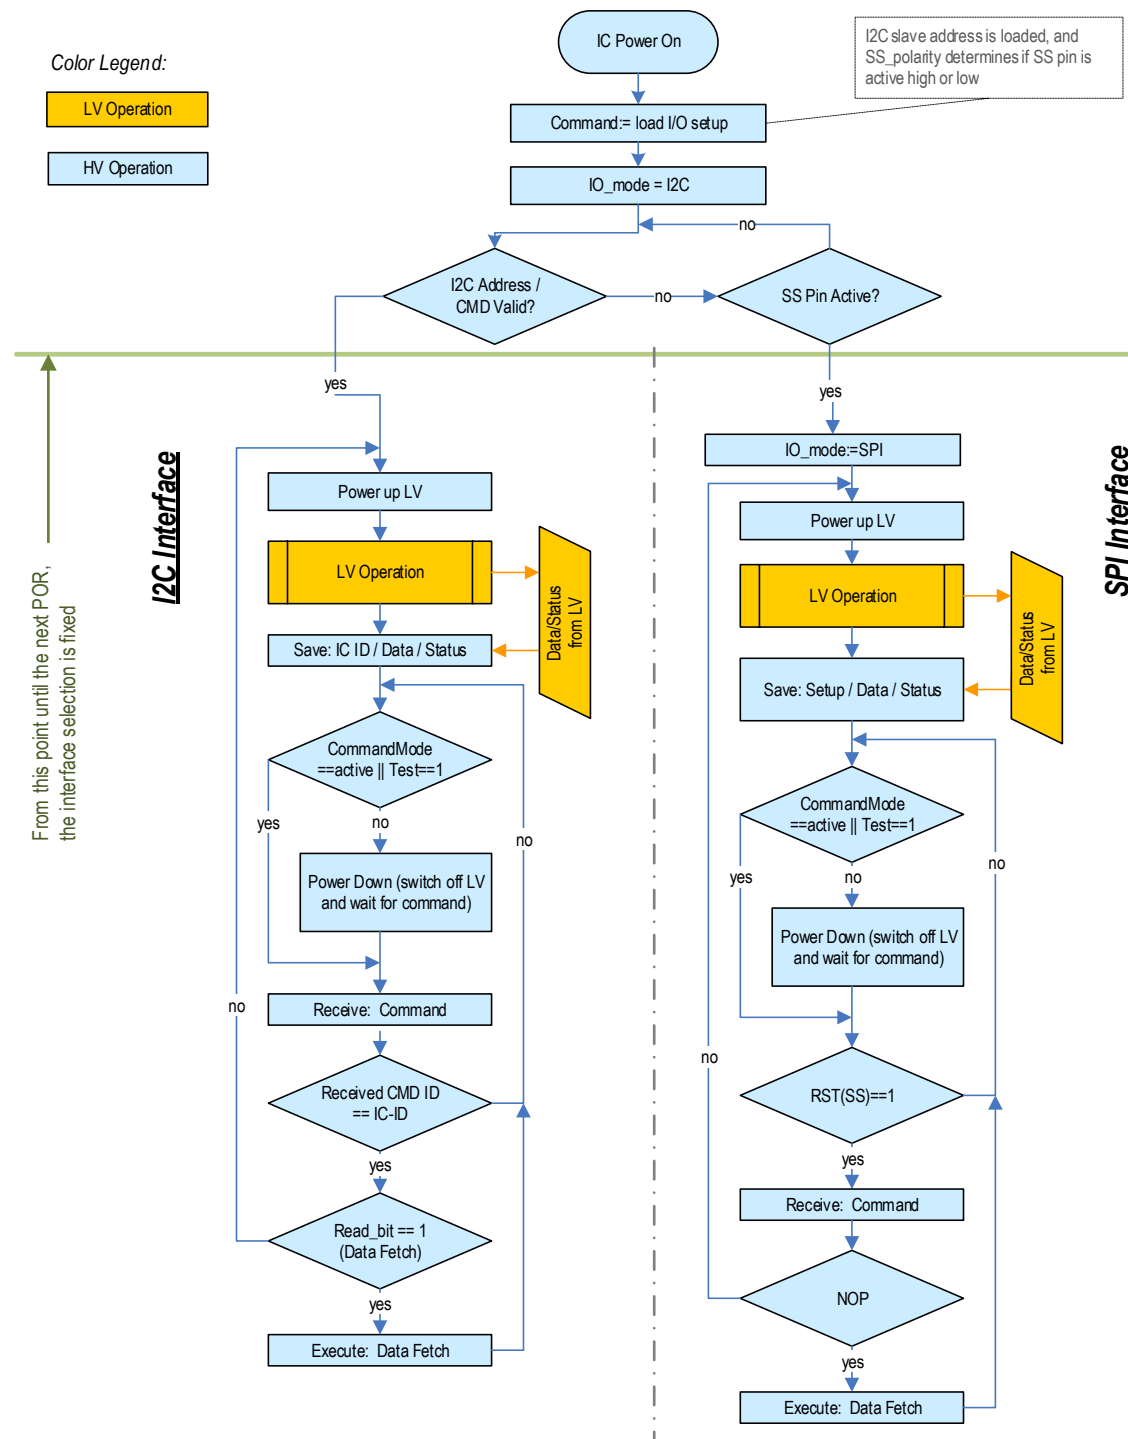 IC Power On
I2C slave address is loaded, and
SS_polarity determines if SS pin is
active high or low
Color Legend:
LV Operation
HV Operation
Command:= load I/O setup
IO_mode = I2C
no
I2C Address /
CMD Valid?
no
SS Pin Active?
yes
yes
From this point until the next POR,
the interface selection is fixed
I2C Interface
Power up LV
LV Operation
Data/Status
from LV
Save: IC ID / Data / Status
CommandMode
==active || Test==1
yes
no
no
Power Down (switch off LV
and wait for command)
no
Receive: Command
Received CMD ID
== IC-ID
yes
Read_bit == 1
(Data Fetch)
yes
Execute: Data Fetch
SPI Interface
IO_mode:=SPI
Power up LV
LV Operation
Data/Status
from LV
Save: Setup / Data / Status
CommandMode
==active || Test==1
yes
no
no
Power Down (switch off LV
and wait for command)
no
RST(SS)==1
yes
Receive: Command
NOP
yes
Execute: Data Fetch